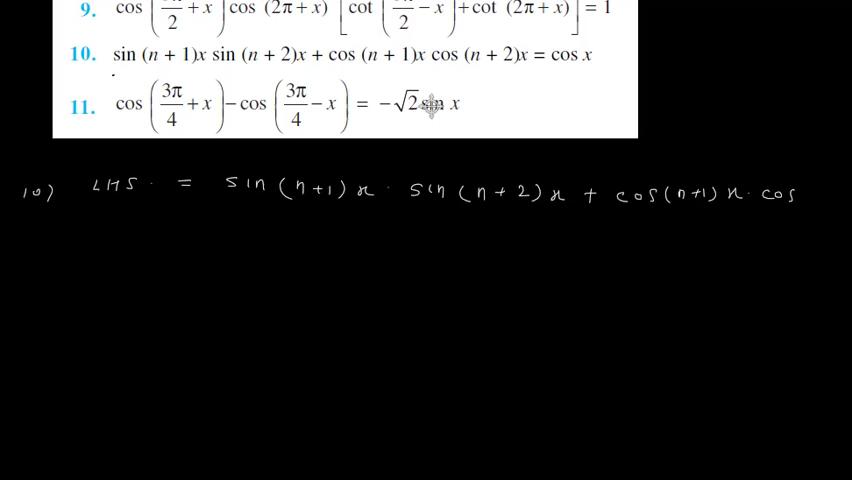 9. cos (π/2 + x) cos (2π + x) [cot (π/2 − x) + cot (2π + x)] = 1
10. sin (n + 1)x sin (n + 2)x + cos (n + 1)x cos (n + 2)x = cos x
11. cos (3π/4 + x) − cos (3π/4 − x) = −√2 sin x
10) LHS. = sin (n+1) x . sin (n + 2) x + cos (n+1) x . cos